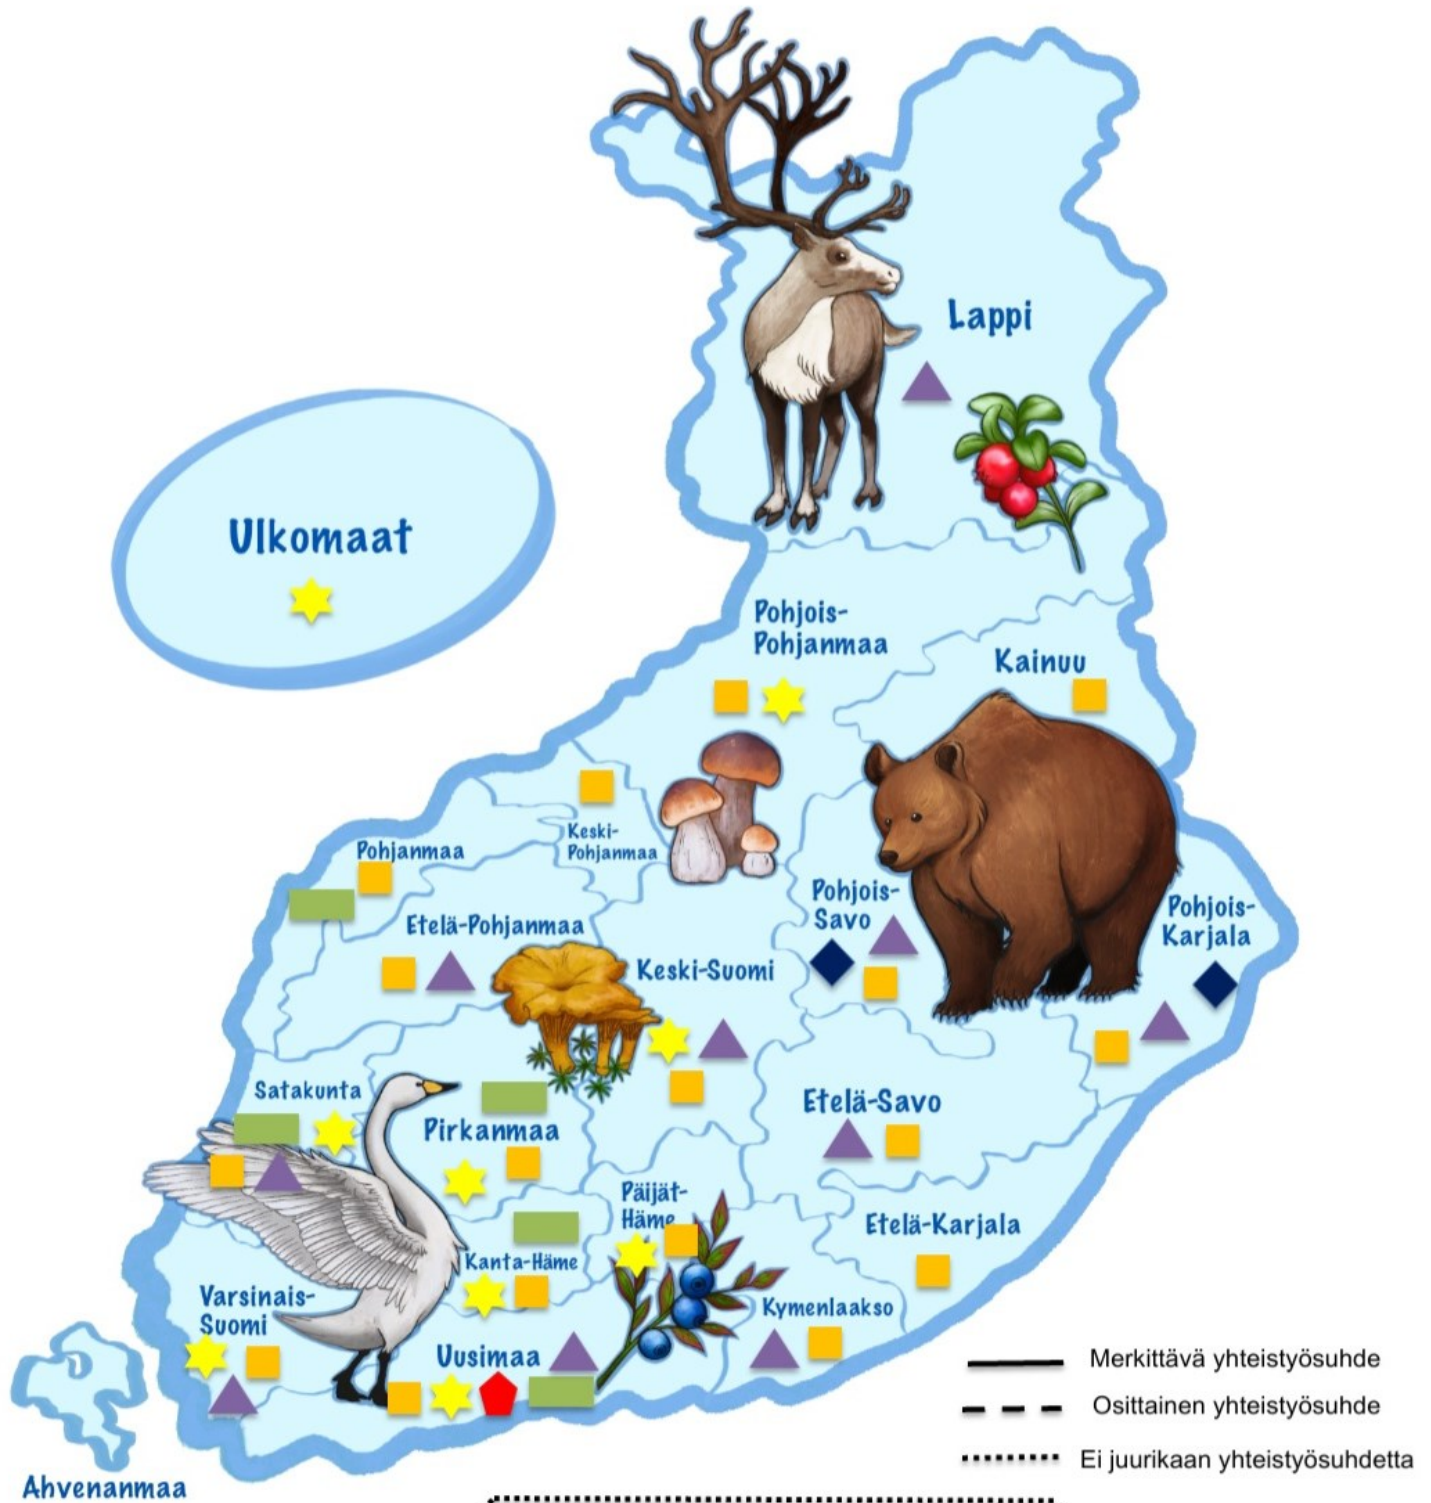 Lappi
Ulkomaat
Pohjois-
Pohjanmaa
Kainuu
Keski-
Pohjanmaa
Pohjanmaa
Etelä-Pohjanmaa
Pohjois-
Savo
Pohjois-
Karjala
Keski-Suomi
Satakunta
Pirkanmaa
Etelä-Savo
Päijät-
Häme
Etelä-Karjala
Kanta-Häme
Varsinais-
Suomi
Kymenlaakso
Uusimaa
Ahvenanmaa
Merkittävä yhteistyösuhde
Osittainen yhteistyösuhde
Ei juurikaan yhteistyösuhdetta